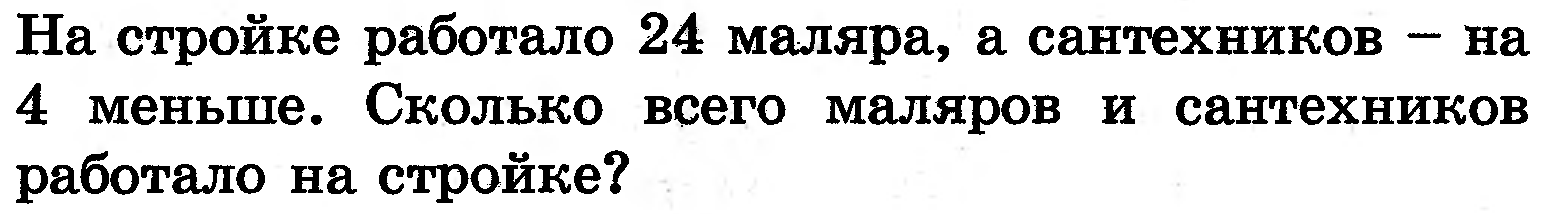 На стройке работало 24 маляра, а сантехников – на
4 меньше. Сколько всего маляров и сантехников
работало на стройке?